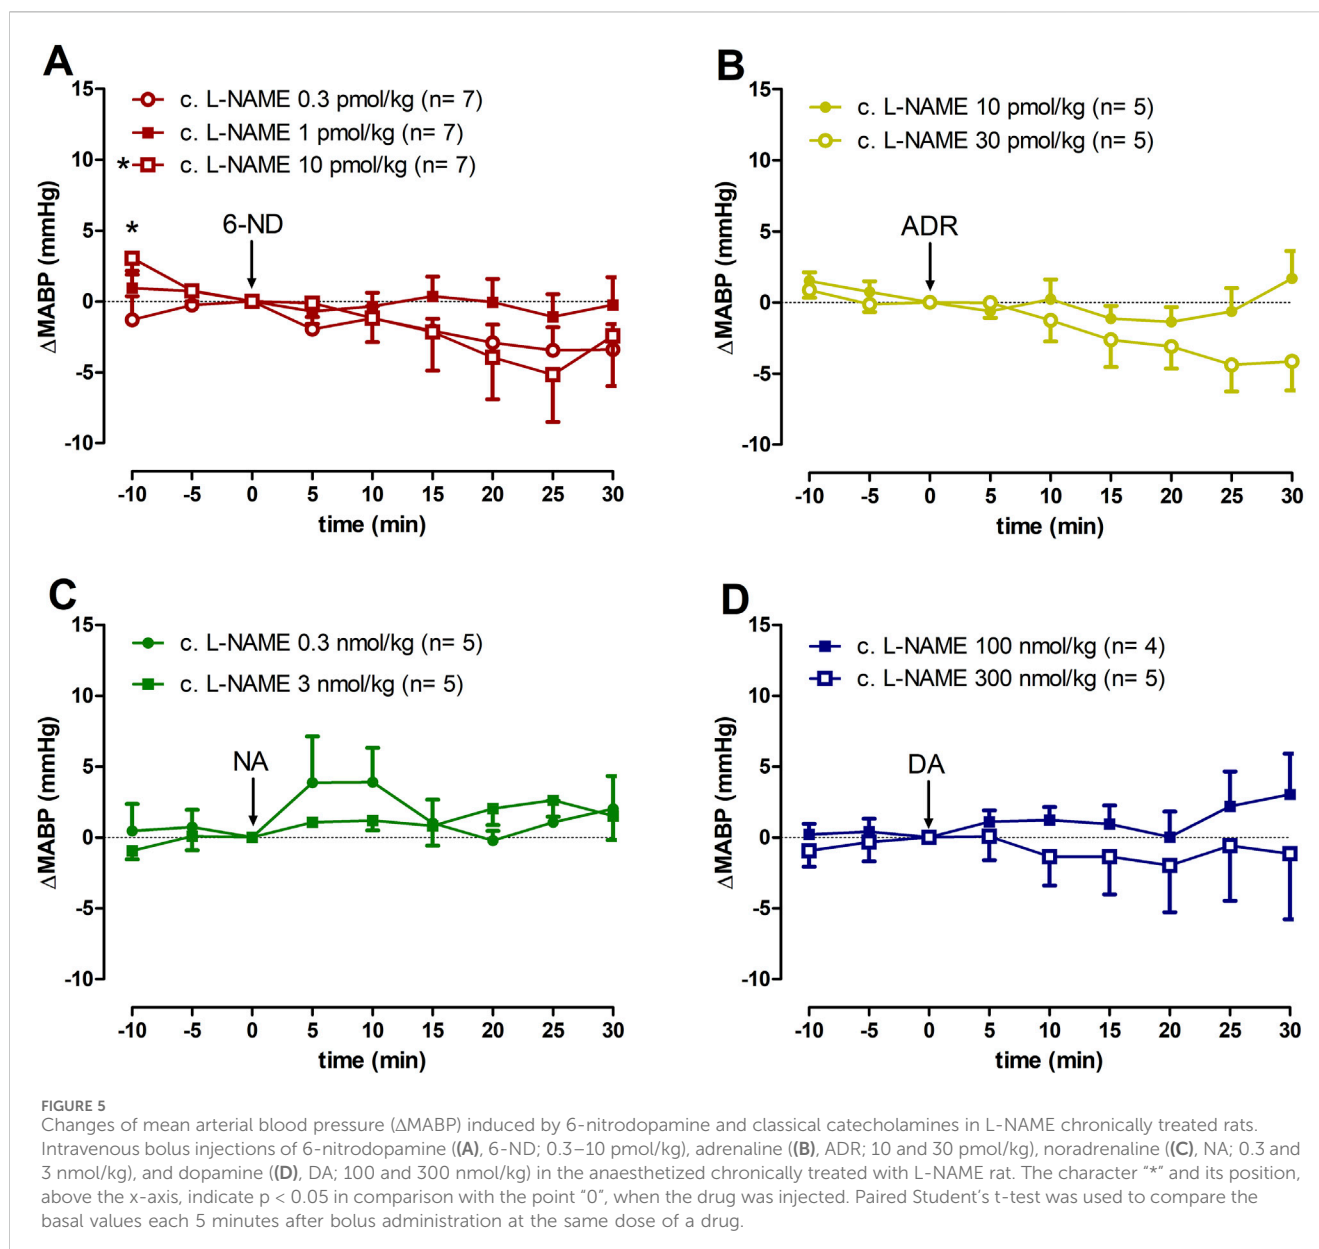 A
c. L-NAME 0.3 pmol/kg (n= 7)
c. L-NAME 1 pmol/kg (n= 7)
* c. L-NAME 10 pmol/kg (n= 7)
*
6-ND
15
10
5
0
-5
-10
ΔMABP (mmHg)
-10 -5 0 5 10 15 20 25 30
time (min)
B
c. L-NAME 10 pmol/kg (n= 5)
c. L-NAME 30 pmol/kg (n= 5)
ADR
15
10
5
0
-5
-10
ΔMABP (mmHg)
-10 -5 0 5 10 15 20 25 30
time (min)
C
c. L-NAME 0.3 nmol/kg (n= 5)
c. L-NAME 3 nmol/kg (n= 5)
NA
15
10
5
0
-5
-10
ΔMABP (mmHg)
-10 -5 0 5 10 15 20 25 30
time (min)
D
c. L-NAME 100 nmol/kg (n= 4)
c. L-NAME 300 nmol/kg (n= 5)
DA
15
10
5
0
-5
-10
ΔMABP (mmHg)
-10 -5 0 5 10 15 20 25 30
time (min)
FIGURE 5
Changes of mean arterial blood pressure (ΔMABP) induced by 6-nitrodopamine and classical catecholamines in L-NAME chronically treated rats.
Intravenous bolus injections of 6-nitrodopamine ((A), 6-ND; 0.3–10 pmol/kg), adrenaline ((B), ADR; 10 and 30 pmol/kg), noradrenaline ((C), NA; 0.3 and
3 nmol/kg), and dopamine ((D), DA; 100 and 300 nmol/kg) in the anaesthetized chronically treated with L-NAME rat. The character “*” and its position,
above the x-axis, indicate p < 0.05 in comparison with the point “0”, when the drug was injected. Paired Student’s t-test was used to compare the
basal values each 5 minutes after bolus administration at the same dose of a drug.